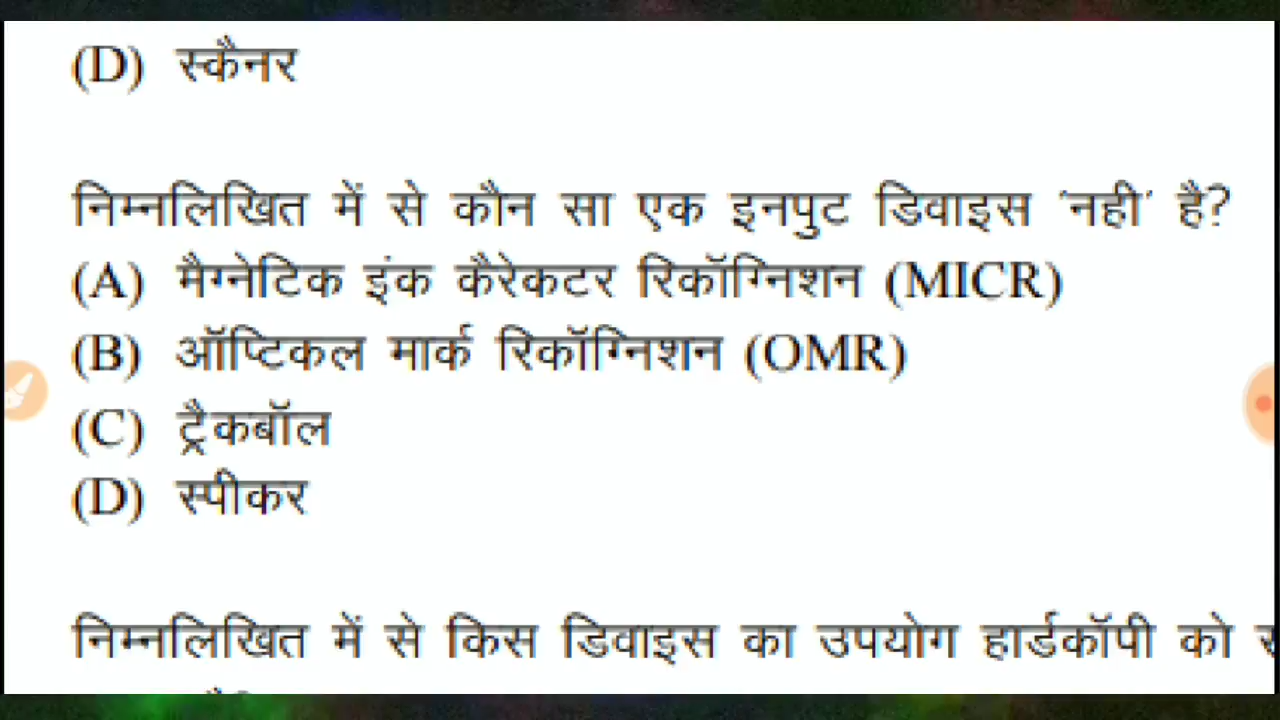 (D) स्कैनर
निम्नलिखित में से कौन सा एक इनपुट डिवाइस 'नही' है?
(A) मैग्नेटिक इंक कैरेकटर रिकॉग्निशन (MICR)
(B) ऑप्टिकल मार्क रिकॉग्निशन (OMR)
(C) ट्रैकबॉल
(D) स्पीकर
निम्नलिखित में से किस डिवाइस का उपयोग हार्डकॉपी को